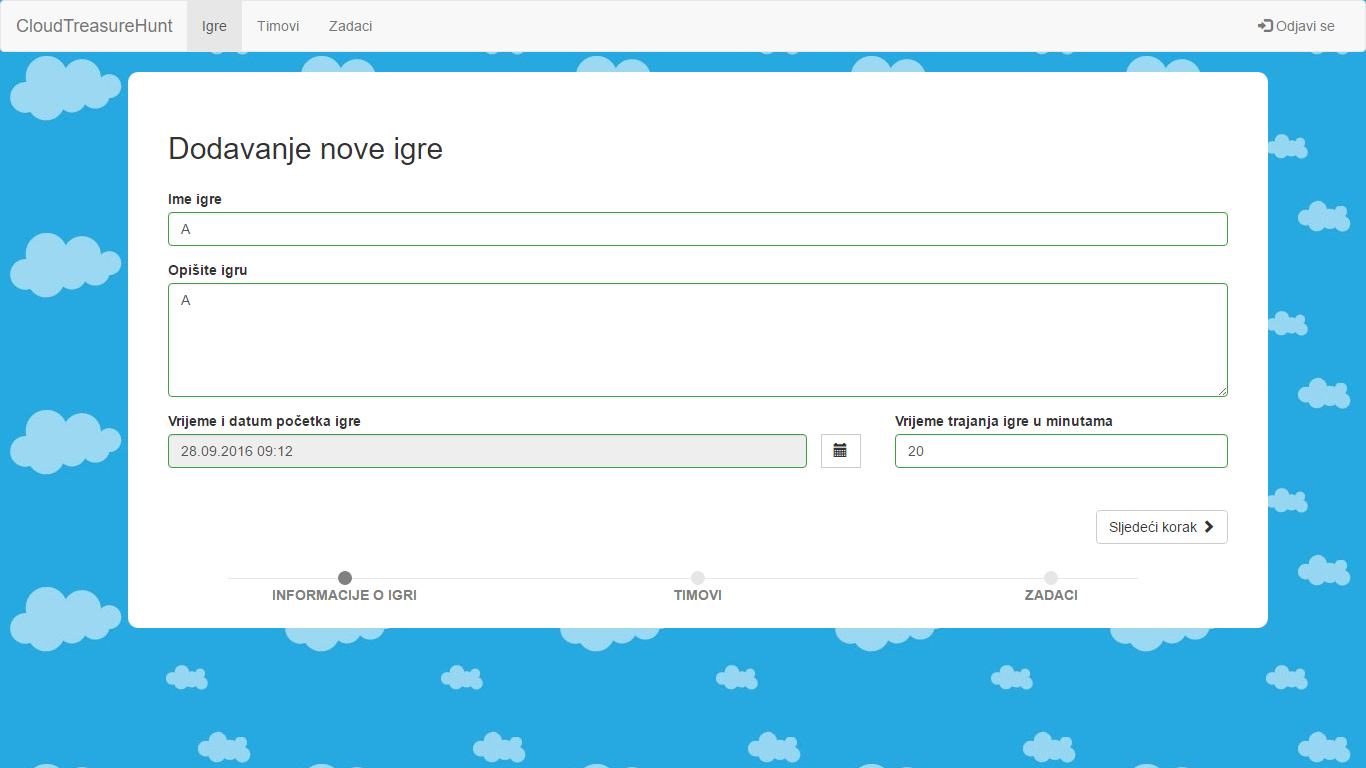 CloudTreasureHunt Igre Timovi Zadaci Odjavi se
Dodavanje nove igre
Ime igre
A
Opišite igru
A
Vrijeme i datum početka igre Vrijeme trajanja igre u minutama
28.09.2016 09:12 20
Sljedeći korak
INFORMACIJE O IGRI TIMOVI ZADACI